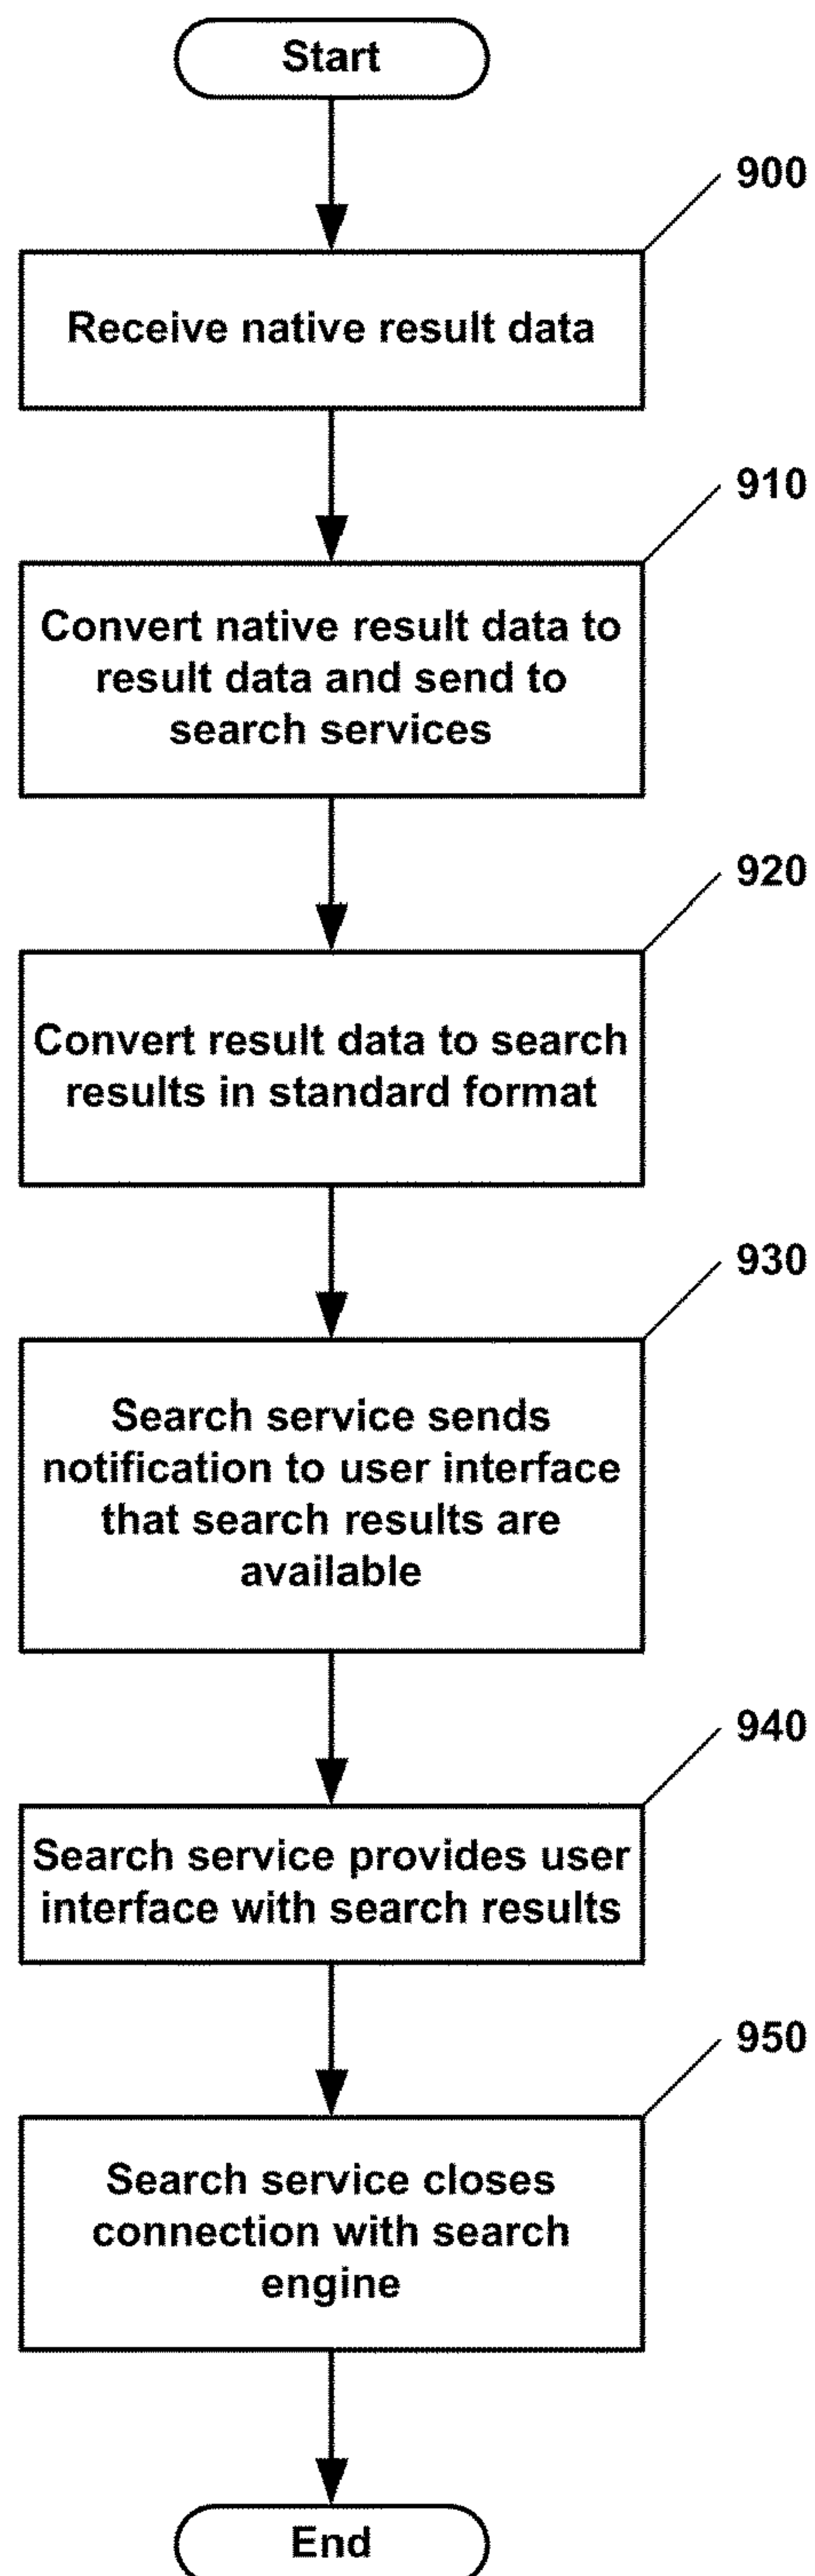 Start
900
Receive native result data
910
Convert native result data to
result data and send to
search services
920
Convert result data to search
results in standard format
930
Search service sends
notification to user interface
that search results are
available
940
Search service provides user
interface with search results
950
Search service closes
connection with search
engine
End